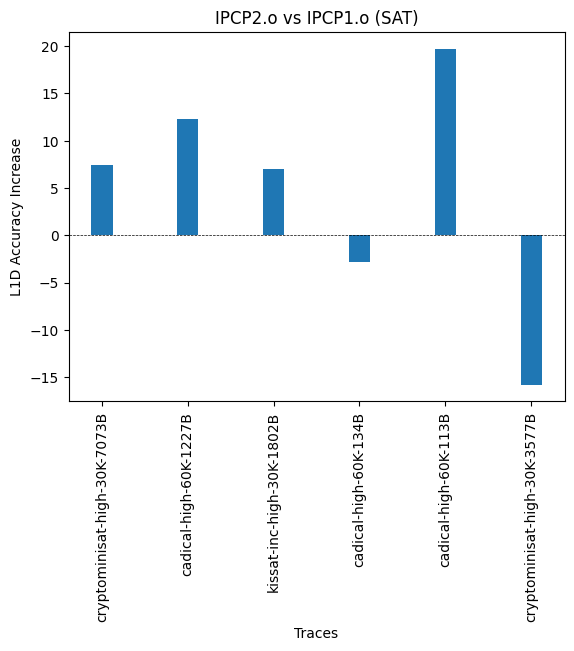 IPCP2.o vs IPCP1.o (SAT)
L1D Accuracy Increase
20
15
10
5
0
−5
−10
−15
cryptominisat-high-30K-7073B
cadical-high-60K-1227B
kissat-inc-high-30K-1802B
cadical-high-60K-134B
cadical-high-60K-113B
cryptominisat-high-30K-3577B
Traces